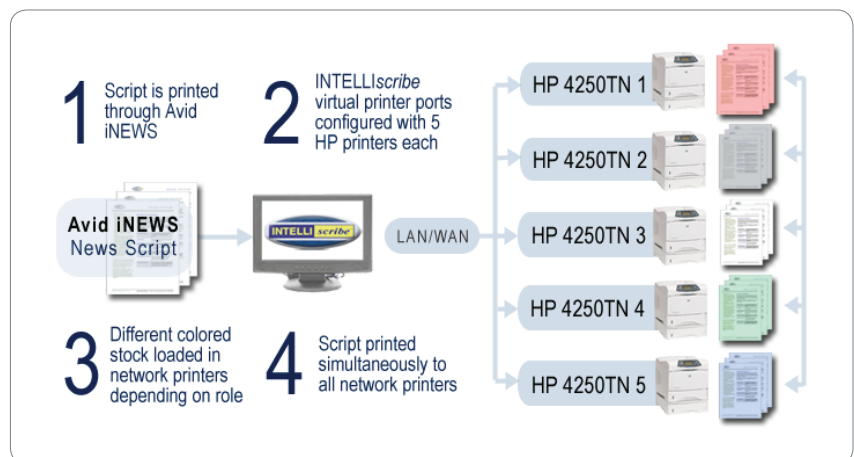 1
Script is printed
through Avid
iNEWS
2
INTELLIscribe
virtual printer ports
configured with 5
HP printers each
Avid iNEWS
News Script
INTELLIscribe
LAN/WAN
3
Different colored
stock loaded in
network printers
depending on role
4
Script printed
simultaneously to
all network printers
HP 4250TN 1
HP 4250TN 2
HP 4250TN 3
HP 4250TN 4
HP 4250TN 5